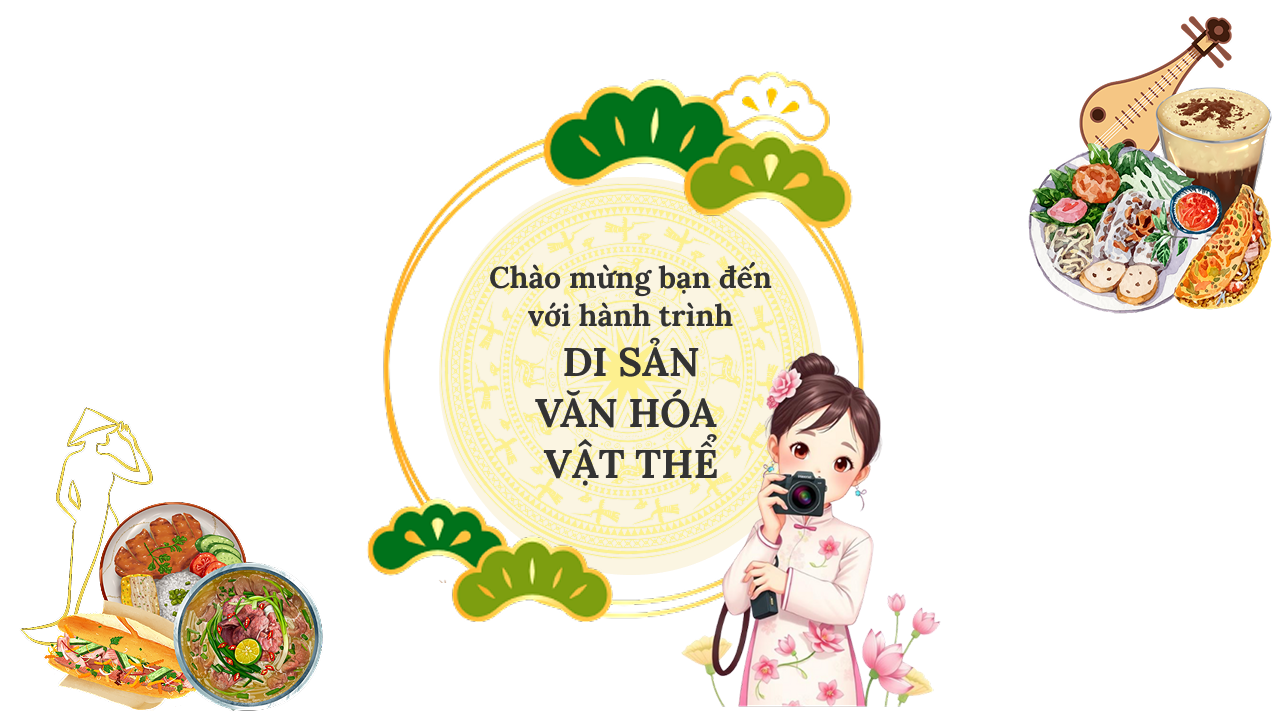 Chào mừng bạn đến
với hành trình
DI SẢN
VĂN HÓA
VẬT THỂ